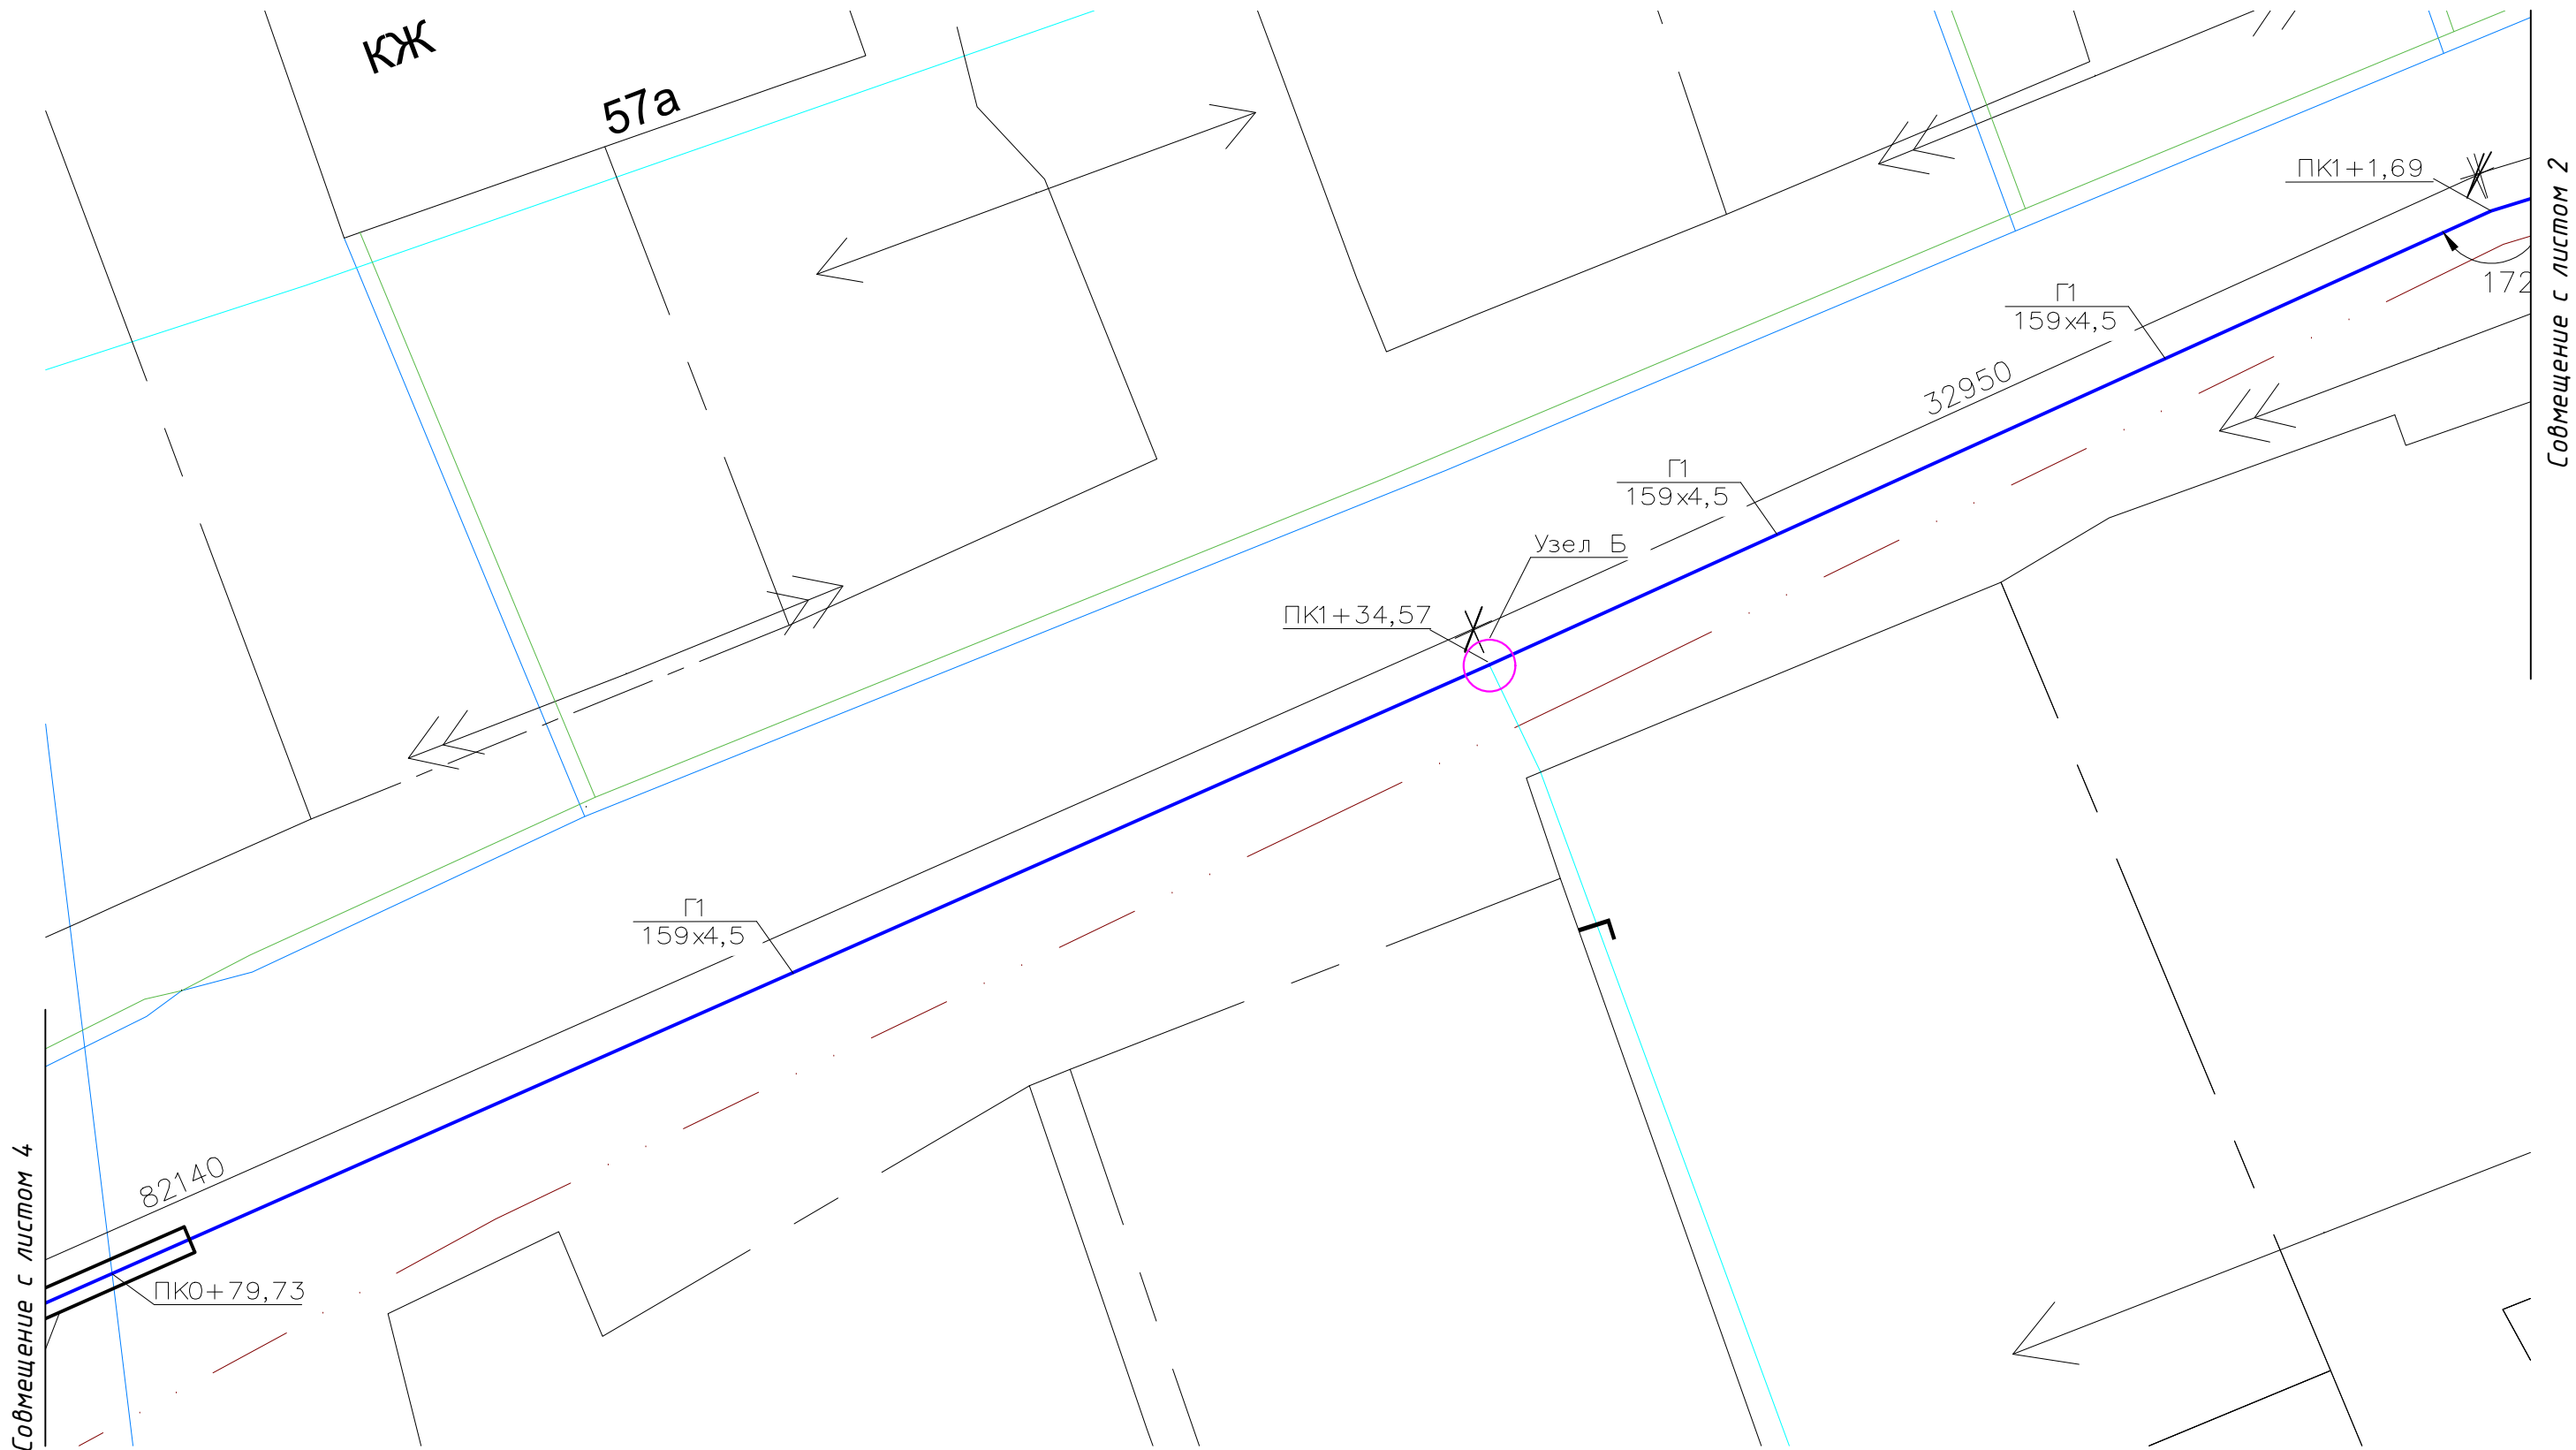 КЖ
57а
ПК1+1,69
Совмещение с листом 2
172
Г1
159х4,5
32950
Г1
159х4,5
Узел Б
ПК1+34,57
Г1
159х4,5
82140
ПК0+79,73
Совмещение с листом 4